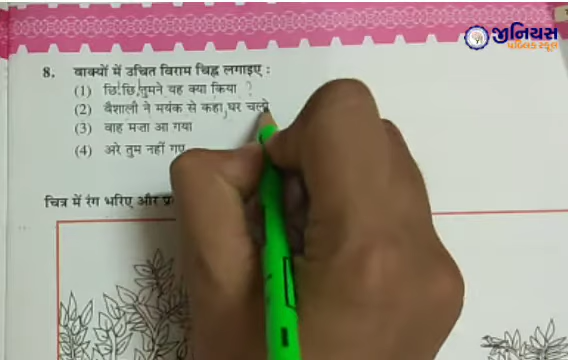 જીનિયસ
પબ્લિક સ્કૂલ
8. वाक्यों में उचित विराम चिह्न लगाइए :
(1) छि!छि,तुमने यह क्या किया ?
(2) वैशाली ने मयंक से कहा,घर चलो
(3) वाह मज़ा आ गया
(4) अरे तुम नहीं गए
चित्र में रंग भरिए और